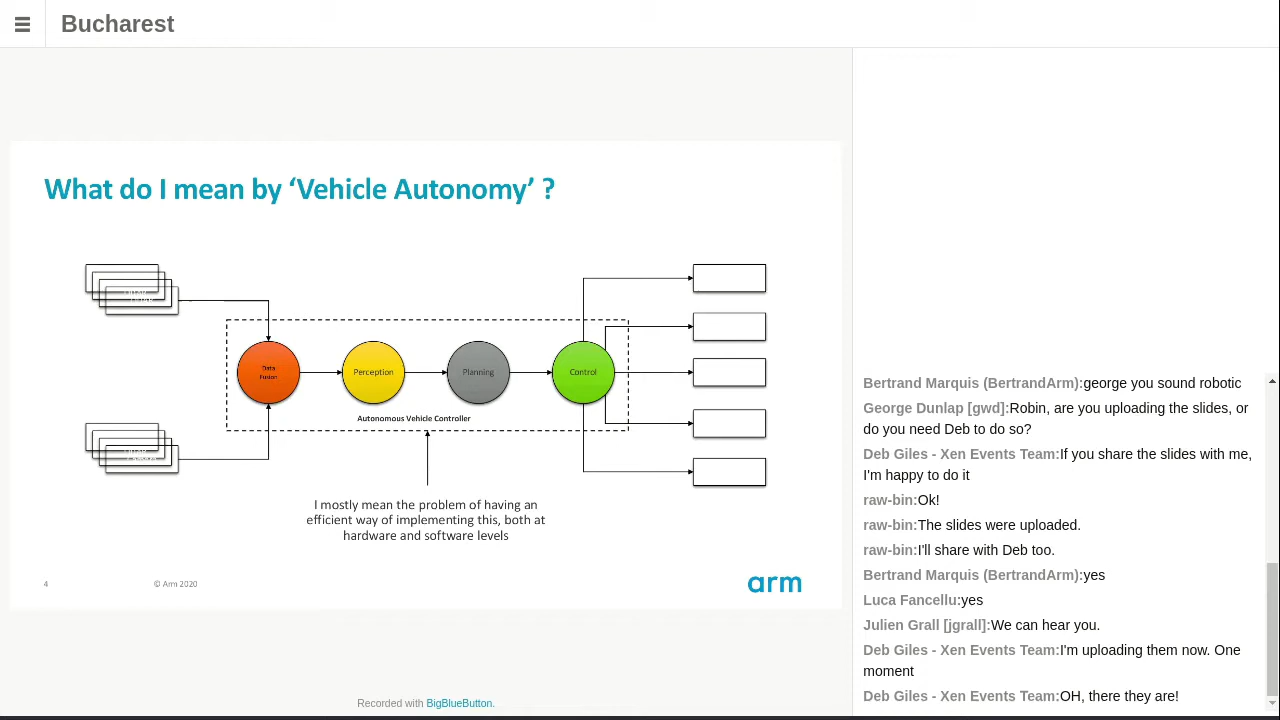 Bucharest
What do I mean by ‘Vehicle Autonomy’ ?
Data
Fusion
Perception
Planning
Control
Autonomous Vehicle Controller
I mostly mean the problem of having an
efficient way of implementing this, both at
hardware and software levels
4
© Arm 2020
arm
Recorded with BigBlueButton.
Bertrand Marquis (BertrandArm):george you sound robotic
George Dunlap [gwd]:Robin, are you uploading the slides, or
do you need Deb to do so?
Deb Giles - Xen Events Team:If you share the slides with me,
I'm happy to do it
raw-bin:Ok!
raw-bin:The slides were uploaded.
raw-bin:I'll share with Deb too.
Bertrand Marquis (BertrandArm):yes
Luca Fancellu:yes
Julien Grall [jgrall]:We can hear you.
Deb Giles - Xen Events Team:I'm uploading them now. One
moment
Deb Giles - Xen Events Team:OH, there they are!